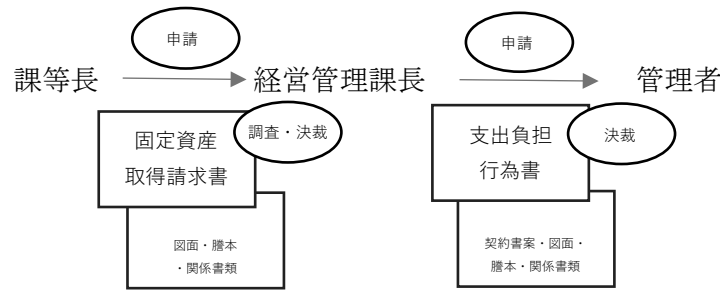 申請
申請
課等長
経営管理課長
管理者
調査・決裁
決裁
固定資産
取得請求書
支出負担
行為書
図面・謄本
・関係書類
契約書案・図面・
謄本・関係書類